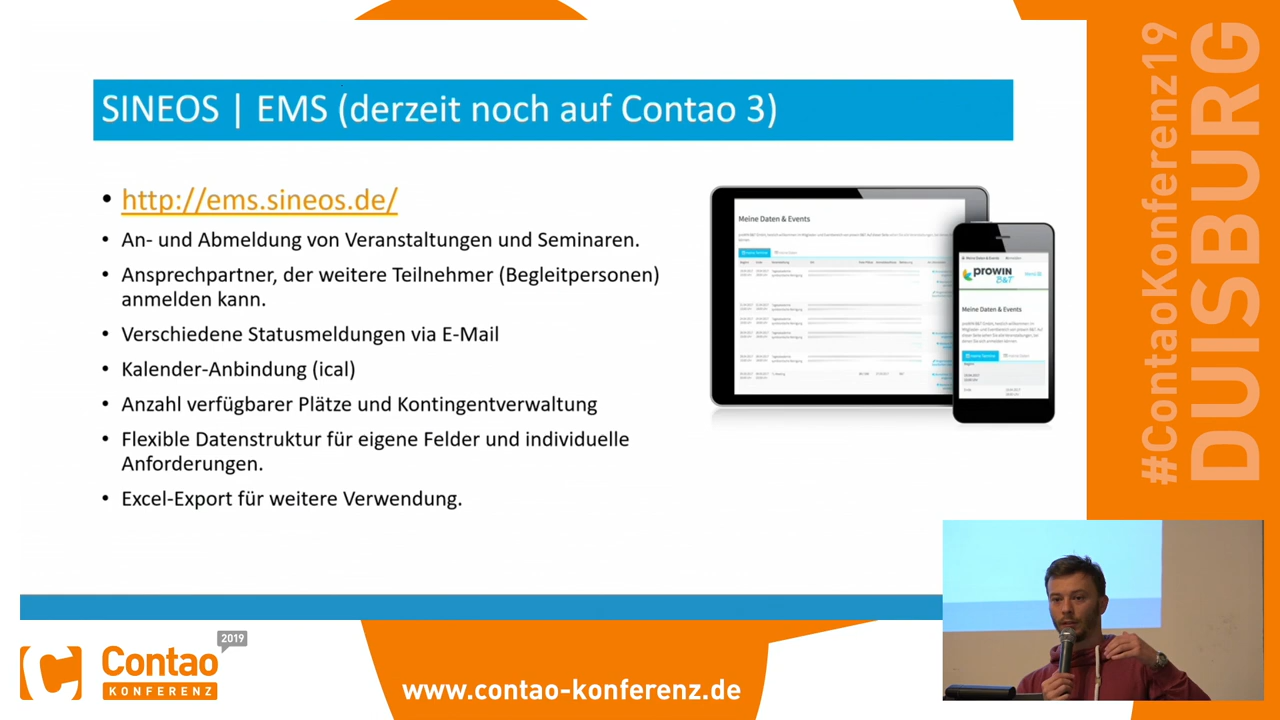 SINEOS | EMS (derzeit noch auf Contao 3)
• http://ems.sineos.de/
• An- und Abmeldung von Veranstaltungen und Seminaren.
• Ansprechpartner, der weitere Teilnehmer (Begleitpersonen)
anmelden kann.
• Verschiedene Statusmeldungen via E-Mail
• Kalender-Anbindung (ical)
• Anzahl verfügbarer Plätze und Kontingentverwaltung
• Flexible Datenstruktur für eigene Felder und individuelle
Anforderungen.
• Excel-Export für weitere Verwendung.
Meine Daten & Events
prowin
B&T
Meine Daten & Events
#ContaoKonferenz19
DUISBURG
2019
Contao
KONFERENZ
www.contao-konferenz.de